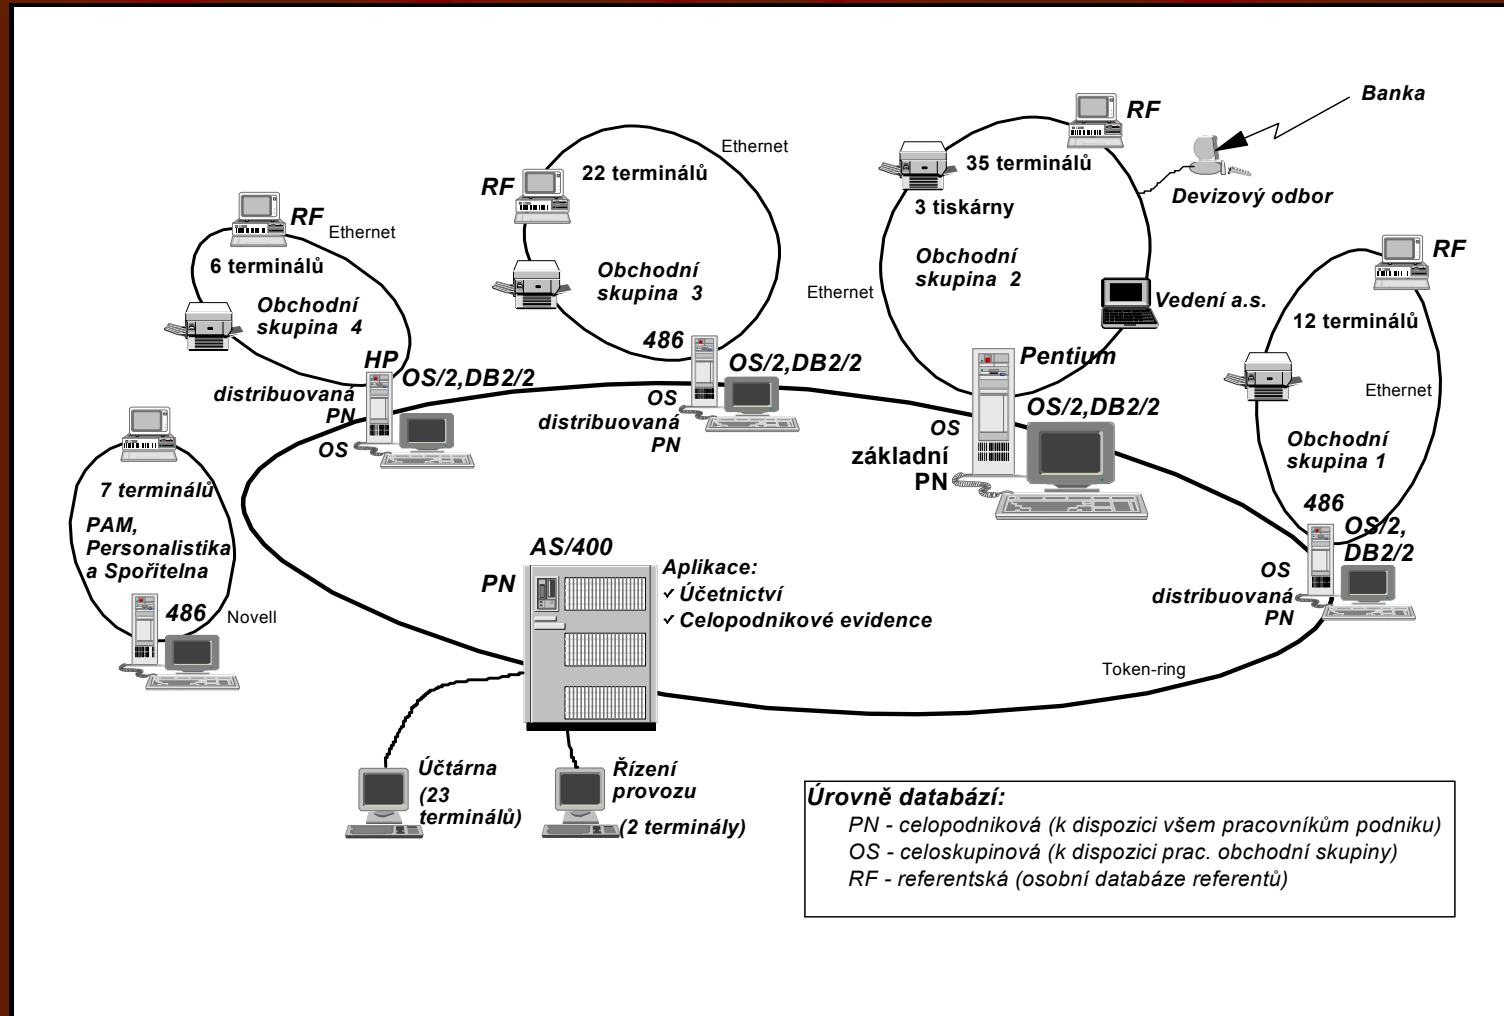 Banka
RF
Ethernet
22 terminálů
35 terminálů
RF
3 tiskárny
Devizový odbor
RF
Ethernet
6 terminálů
Obchodní
skupina 4
Obchodní
skupina 3
Obchodní
skupina 2
Ethernet
Vedení a.s.
RF
12 terminálů
486
HP
OS/2,DB2/2
distribuovaná
PN
OS
OS/2,DB2/2
OS
distribuovaná
PN
Pentium
OS/2,DB2/2
OS
základní
PN
Ethernet
Obchodní
skupina 1
486
OS/2,
DB2/2
OS
distribuovaná
PN
7 terminálů
PAM,
Personalistika
a Spořitelna
486
Novell
AS/400
PN
Aplikace:
✓ Účetnictví
✓ Celopodnikové evidence
Token-ring
Účtárna
(23
terminálů)
Řízení
provozu
(2 terminály)
Úrovně databází:
PN - celopodniková (k dispozici všem pracovníkům podniku)
OS - celoskupinová (k dispozici prac. obchodní skupiny)
RF - referentská (osobní databáze referentů)